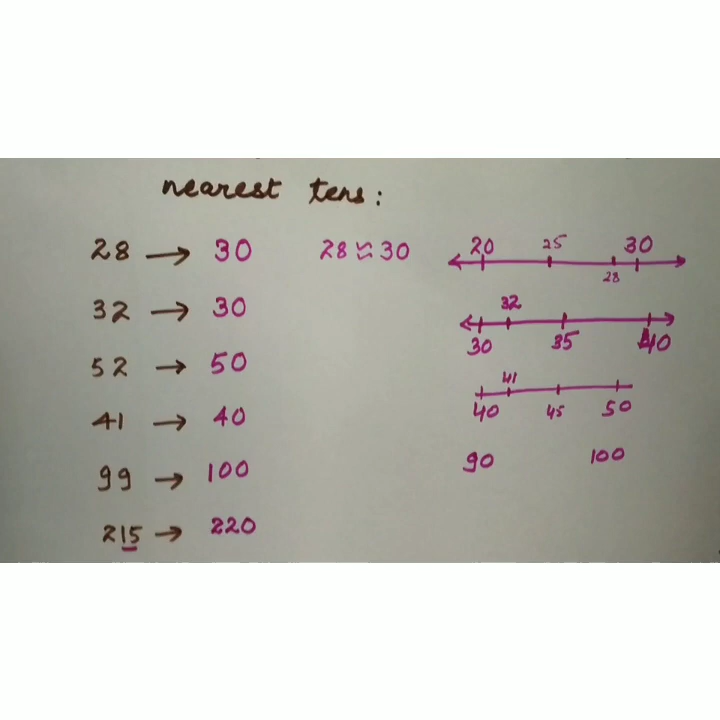 nearest tens:
28 → 30 28 ≈ 30
20 25 30
28
32 → 30
32
30 35 40
52 → 50
41
40 45 50
41 → 40
99 → 100
90 100
215 → 220